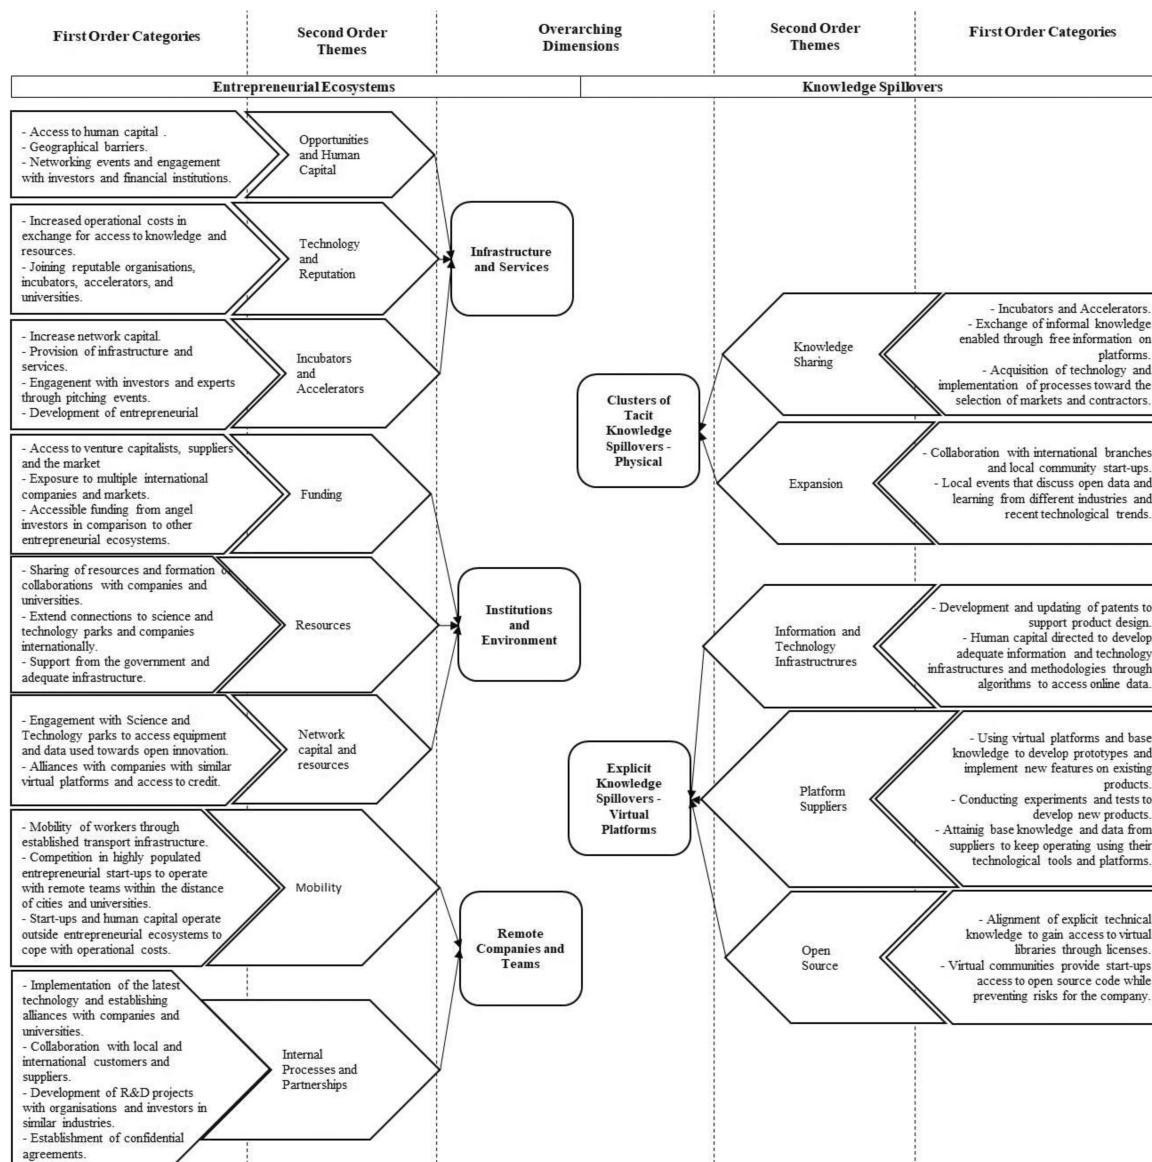 First Order Categories
Second Order
Themes
Overarching
Dimensions
Second Order
Themes
First Order Categories
Entrepreneurial Ecosystems
Knowledge Spillovers
- Access to human capital .
- Geographical barriers.
- Networking events and engagement
with investors and financial institutions.
Opportunities
and Human
Capital
- Increased operational costs in
exchange for access to knowledge and
resources.
- Joining reputable organisations,
incubators, accelerators, and
universities.
Technology
and
Reputation
- Increase network capital.
- Provision of infrastructure and
services.
- Engagenent with investors and experts
through pitching events.
- Development of entrepreneurial
Incubators
and
Accelerators
Infrastructure
and Services
- Access to venture capitalists, suppliers
and the market
- Exposure to multiple international
companies and markets.
- Accessible funding from angel
investors in comparison to other
entrepreneurial ecosystems.
Funding
- Sharing of resources and formation
collaborations with companies and
universities.
- Extend connections to science and
technology parks and companies
internationally.
- Support from the government and
adequate infrastructure.
Resources
- Engagement with Science and
Technology parks to access equipment
and data used towards open innovation.
- Alliances with companies with similar
virtual platforms and access to credit.
Network
capital and
resources
Institutions
and
Environment
- Mobility of workers through
established transport infrastructure.
- Competition in highly populated
entrepreneurial start-ups to operate
with remote teams within the distance
of cities and universities.
- Start-ups and human capital operate
outside entrepreneurial ecosystems to
cope with operational costs.
Mobility
- Implementation of the latest
technology and establishing
alliances with companies and
universities.
- Collaboration with local and
international customers and
suppliers.
- Development of R&D projects
with organisations and investors in
similar industries.
- Establishment of confidential
agreements.
Internal
Processes and
Partnerships
Remote
Companies and
Teams
Clusters of
Tacit
Knowledge
Spillovers -
Physical
Knowledge
Sharing
- Incubators and Accelerators.
- Exchange of informal knowledge
enabled through free information on
platforms.
- Acquisition of technology and
implementation of processes toward the
selection of markets and contractors.
Expansion
- Collaboration with international branches
and local community start-ups.
- Local events that discuss open data and
learning from different industries and
recent technological trends.
Explicit
Knowledge
Spillovers -
Virtual
Platforms
Information and
Technology
Infrastructures
- Development and updating of patents to
support product design.
- Human capital directed to develop
adequate information and technology
infrastructures and methodologies through
algorithms to access online data.
Platform
Suppliers
- Using virtual platforms and base
knowledge to develop prototypes and
implement new features on existing
products.
- Conducting experiments and tests to
develop new products.
- Attainig base knowledge and data from
suppliers to keep operating using their
technological tools and platforms.
Open
Source
- Alignment of explicit technical
knowledge to gain access to virtual
libraries through licenses.
- Virtual communities provide start-ups
access to open source code while
preventing risks for the company.